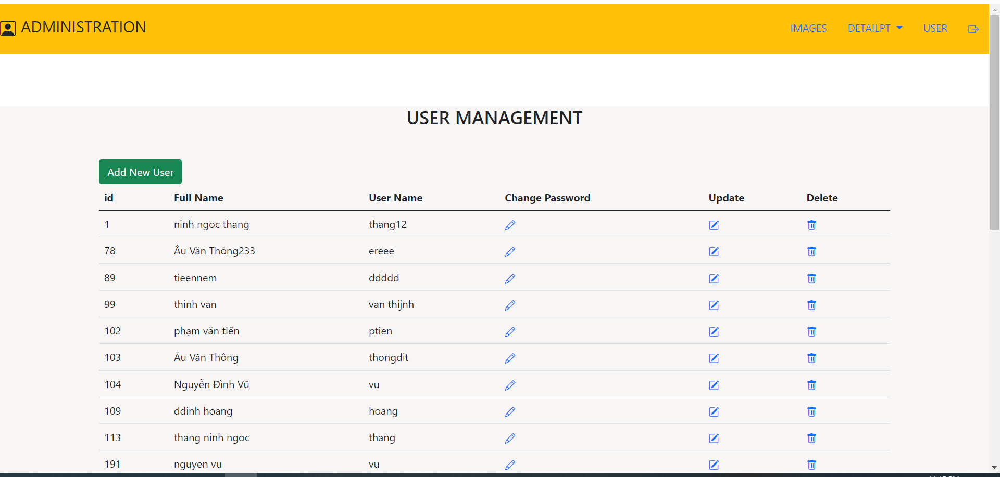 ADMINISTRATION IMAGES DETAILPT USER
USER MANAGEMENT
Add New User
id Full Name User Name Change Password Update Delete
1 ninh ngoc thang thang12
78 Âu Văn Thông233 ereee
89 tieennem ddddd
99 thinh van van thijnh
102 phạm văn tiến ptien
103 Âu Văn Thông thongdit
104 Nguyễn Đình Vũ vu
109 ddinh hoang hoang
113 thang ninh ngoc thang
191 nguyen vu vu